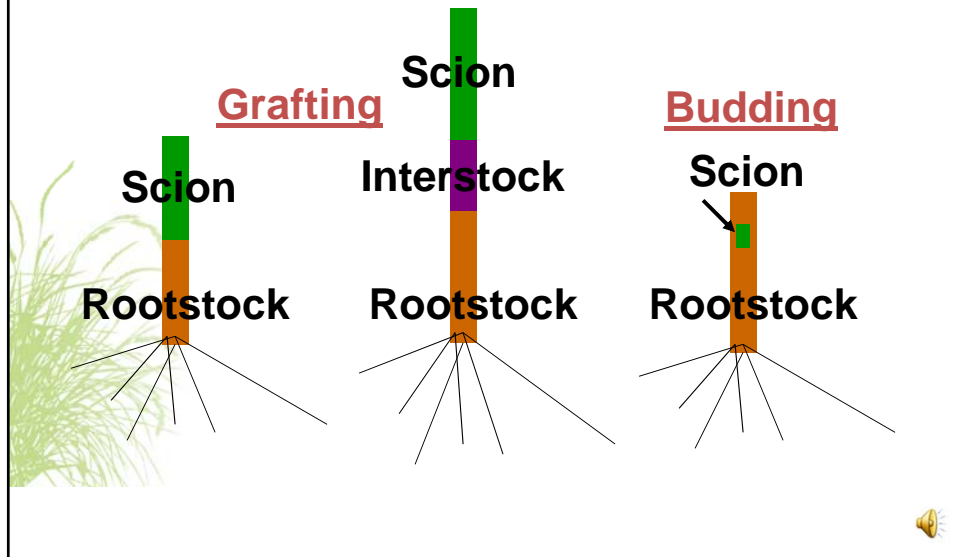 Grafting
Scion
Rootstock
Scion
Interstock
Rootstock
Budding
Scion
Rootstock